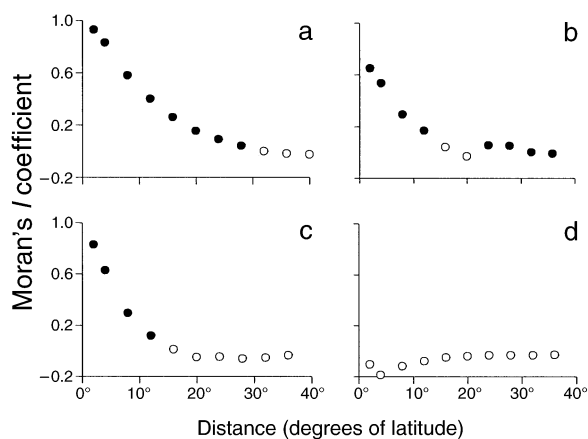 a
b
1.0
0.6
0.2
−0.2
c
d
1.0
0.6
0.2
−0.2
0° 10° 20° 30° 40°
0° 10° 20° 30° 40°
Moran's I coefficient
Distance (degrees of latitude)